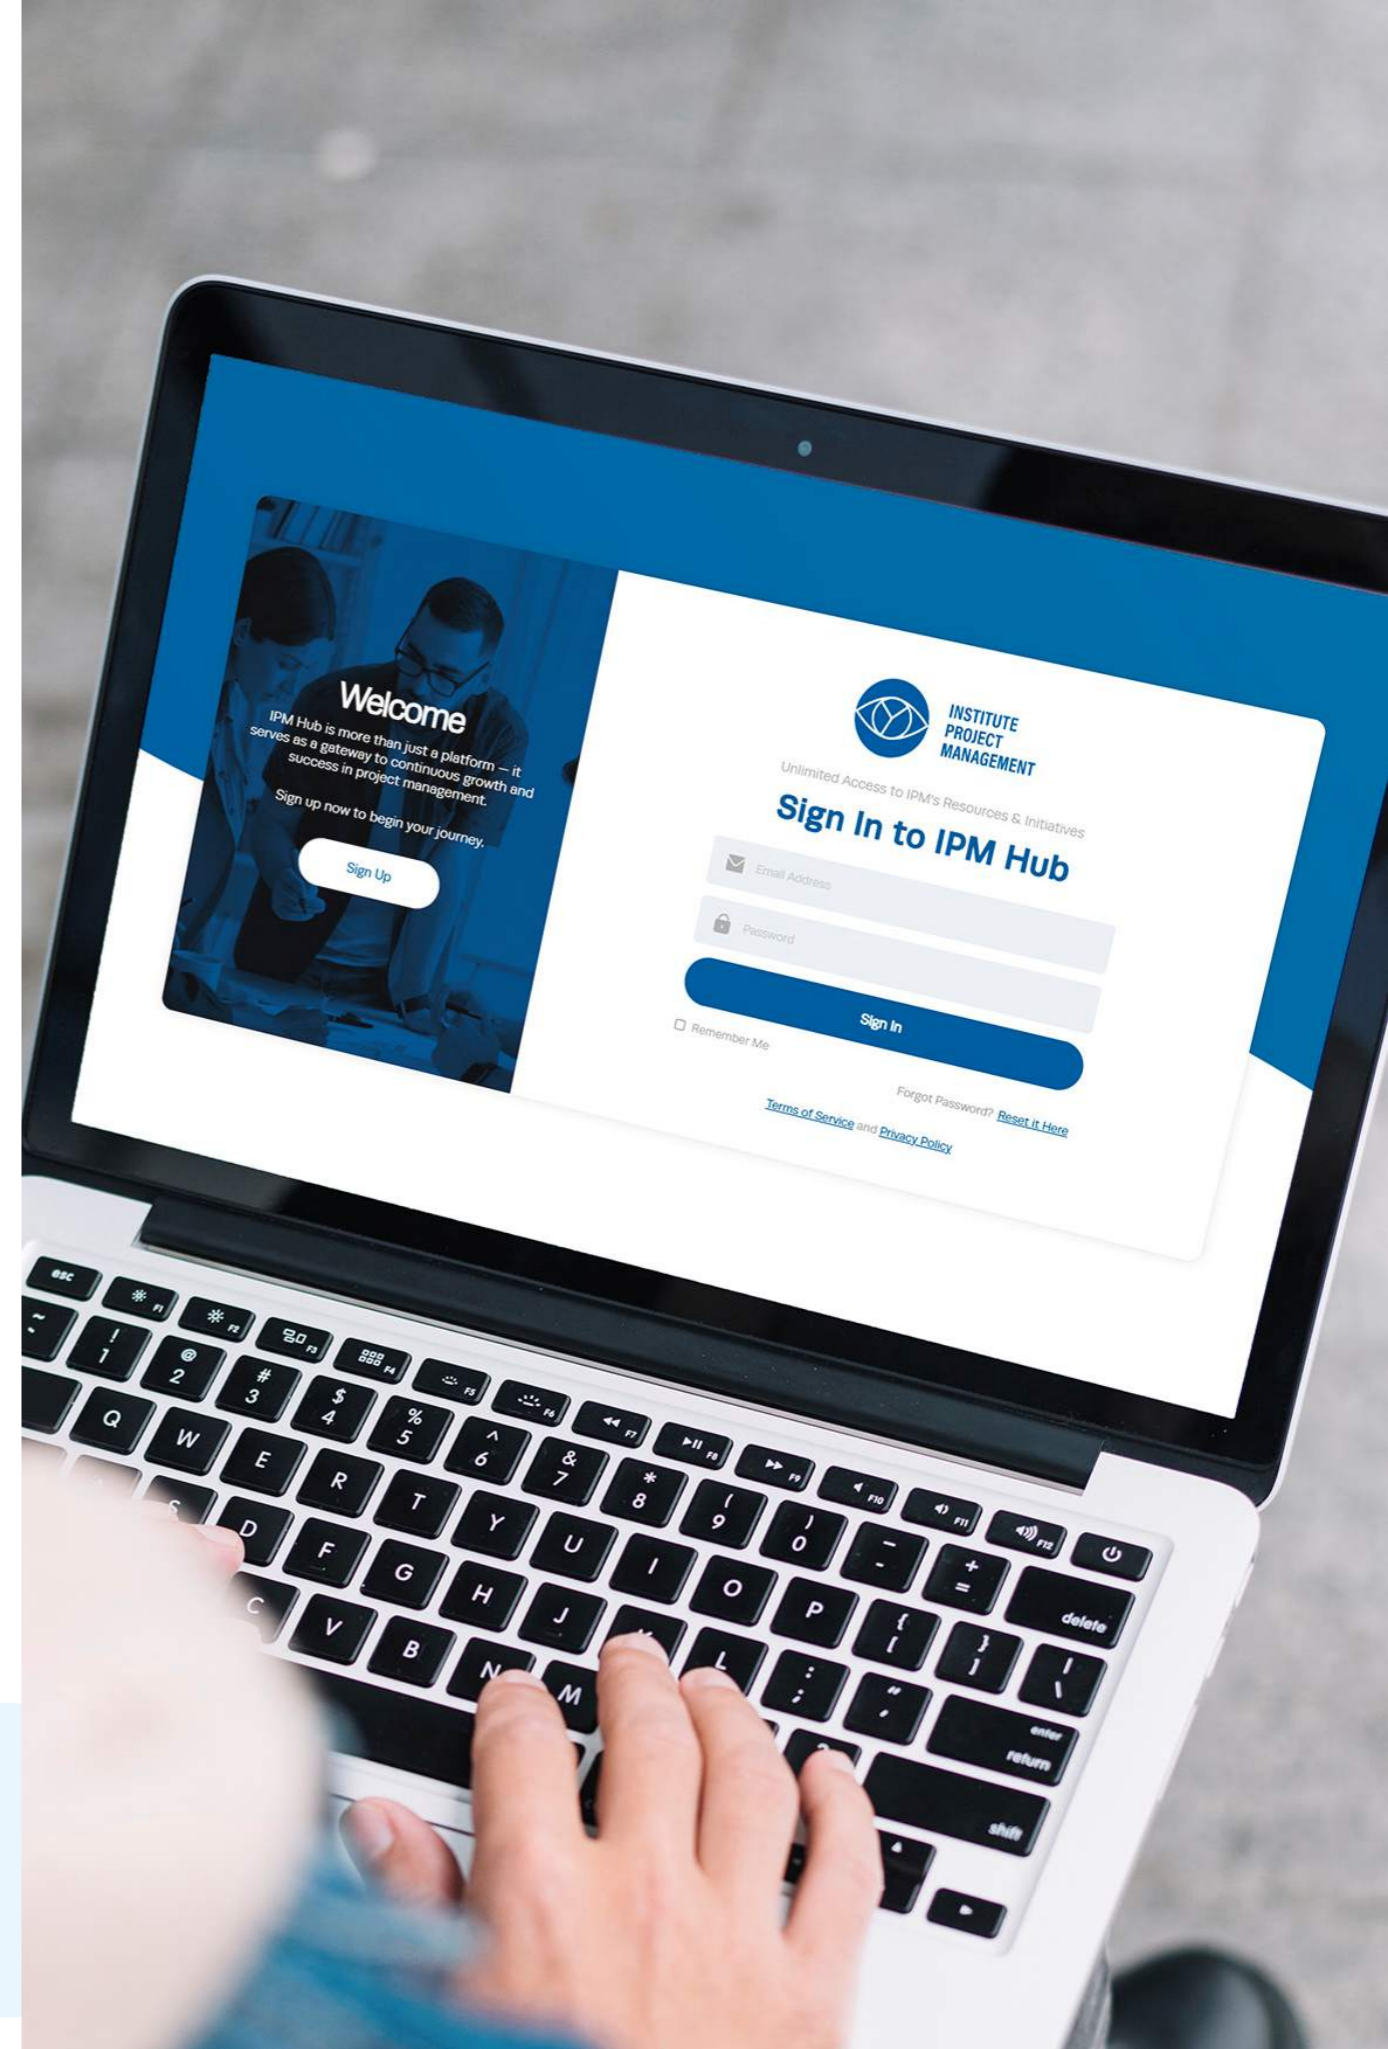 Welcome
IPM Hub is more than just a platform – it
serves as a gateway to continuous growth and
success in project management.
Sign up now to begin your journey.
Sign Up
INSTITUTE
PROJECT
MANAGEMENT
Unlimited Access to IPM's Resources & Initiatives
Sign In to IPM Hub
Email Address
Password
Sign In
Remember Me
Forgot Password? Reset it Here
Terms of Service and Privacy Policy
esc F1 F2 F3 F4 F5 F6 F7 F8 F9 F10 F11 F12
~ ! 1 @ 2 # 3 $ 4 % 5 ^ 6 & 7 * 8 ( 9 ) 0 - + = delete
Q W E R T Y U I O P { [ } ] | \
S D F G H J K L : ; " ' enter return
C V B N M ? shift